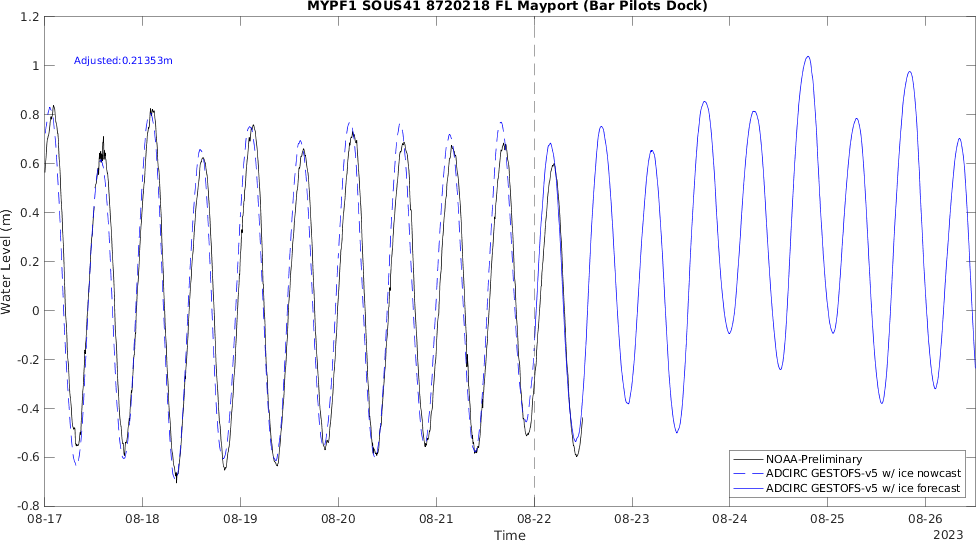 MYPF1 SOUS41 8720218 FL Mayport (Bar Pilots Dock)
1.2
1
0.8
0.6
0.4
0.2
0
-0.2
-0.4
-0.6
-0.8
Water Level (m)
Adjusted:0.21353m
NOAA-Preliminary
ADCIRC GESTOFS-v5 w/ ice nowcast
ADCIRC GESTOFS-v5 w/ ice forecast
08-17 08-18 08-19 08-20 08-21 08-22 08-23 08-24 08-25 08-26
Time
2023